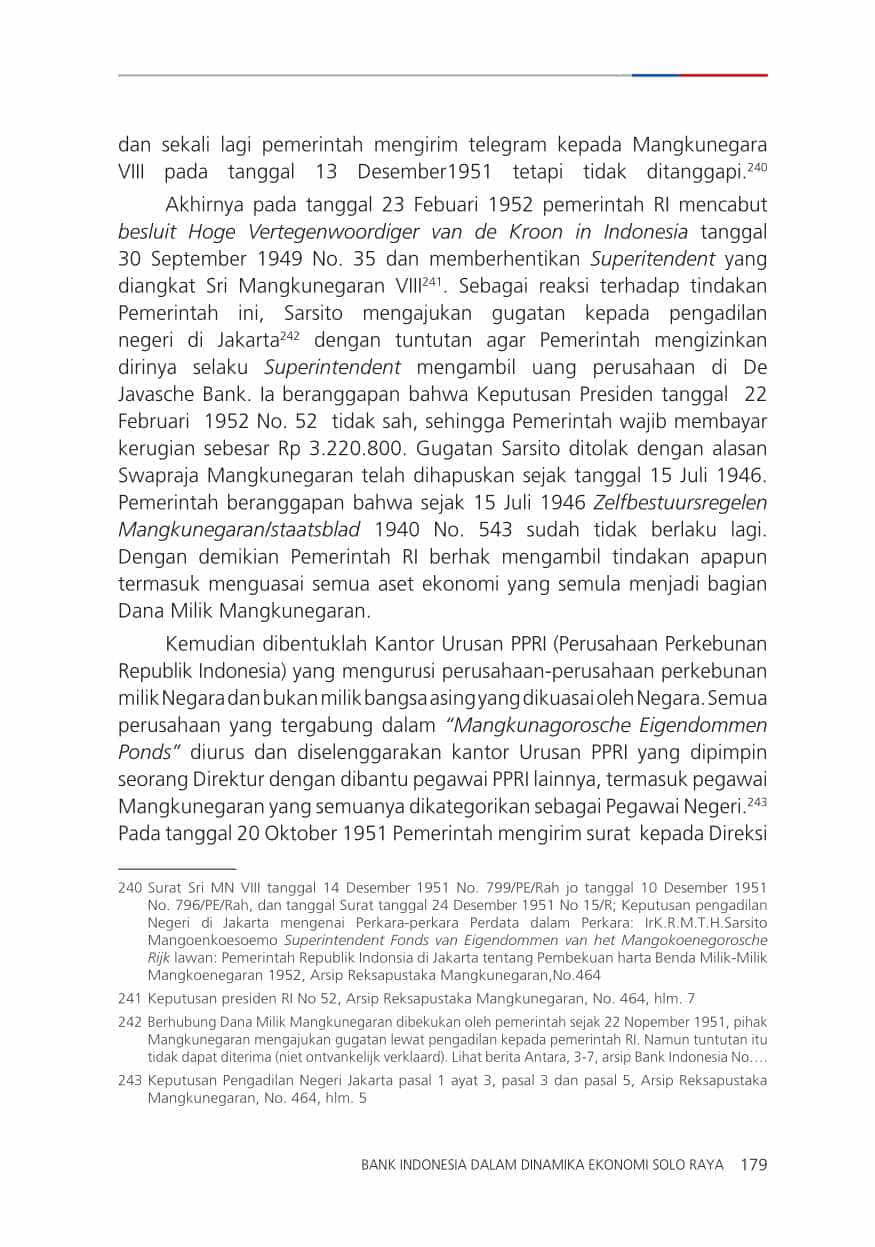 dan sekali lagi pemerintah mengirim telegram kepada Mangkunegara
VIII pada tanggal 13 Desember1951 tetapi tidak ditanggapi.240
Akhirnya pada tanggal 23 Febuari 1952 pemerintah RI mencabut
besluit Hoge Vertegenwoordiger van de Kroon in Indonesia tanggal
30 September 1949 No. 35 dan memberhentikan Superitendent yang
diangkat Sri Mangkunegaran VIII241. Sebagai reaksi terhadap tindakan
Pemerintah ini, Sarsito mengajukan gugatan kepada pengadilan
negeri di Jakarta242 dengan tuntutan agar Pemerintah mengizinkan
dirinya selaku Superintendent mengambil uang perusahaan di De
Javasche Bank. Ia beranggapan bahwa Keputusan Presiden tanggal 22
Februari 1952 No. 52 tidak sah, sehingga Pemerintah wajib membayar
kerugian sebesar Rp 3.220.800. Gugatan Sarsito ditolak dengan alasan
Swapraja Mangkunegaran telah dihapuskan sejak tanggal 15 Juli 1946.
Pemerintah beranggapan bahwa sejak 15 Juli 1946 Zelfbestuursregelen
Mangkunegaran/staatsblad 1940 No. 543 sudah tidak berlaku lagi.
Dengan demikian Pemerintah RI berhak mengambil tindakan apapun
termasuk menguasai semua aset ekonomi yang semula menjadi bagian
Dana Milik Mangkunegaran.
Kemudian dibentuklah Kantor Urusan PPRI (Perusahaan Perkebunan
Republik Indonesia) yang mengurusi perusahaan-perusahaan perkebunan
milik Negara dan bukan milik bangsa asing yang dikuasai oleh Negara. Semua
perusahaan yang tergabung dalam “Mangkunagorosche Eigendommen
Ponds” diurus dan diselenggarakan kantor Urusan PPRI yang dipimpin
seorang Direktur dengan dibantu pegawai PPRI lainnya, termasuk pegawai
Mangkunegaran yang semuanya dikategorikan sebagai Pegawai Negeri.243
Pada tanggal 20 Oktober 1951 Pemerintah mengirim surat kepada Direksi
240 Surat Sri MN VIII tanggal 14 Desember 1951 No. 799/PE/Rah jo tanggal 10 Desember 1951
No. 796/PE/Rah, dan tanggal Surat tanggal 24 Desember 1951 No 15/R; Keputusan pengadilan
Negeri di Jakarta mengenai Perkara-perkara Perdata dalam Perkara: IrK.R.M.T.H.Sarsito
Mangoenkoesoemo Superintendent Fonds van Eigendommen van het Mangokoenegorosche
Rijk lawan: Pemerintah Republik Indonsia di Jakarta tentang Pembekuan harta Benda Milik-Milik
Mangkoenegaran 1952, Arsip Reksapustaka Mangkunegaran,No.464
241 Keputusan presiden RI No 52, Arsip Reksapustaka Mangkunegaran, No. 464, hlm. 7
242 Berhubung Dana Milik Mangkunegaran dibekukan oleh pemerintah sejak 22 Nopember 1951, pihak
Mangkunegaran mengajukan gugatan lewat pengadilan kepada pemerintah RI. Namun tuntutan itu
tidak dapat diterima (niet ontvankelijk verklaard). Lihat berita Antara, 3-7, arsip Bank Indonesia No….
243 Keputusan Pengadilan Negeri Jakarta pasal 1 ayat 3, pasal 3 dan pasal 5, Arsip Reksapustaka
Mangkunegaran, No. 464, hlm. 5
BANK INDONESIA DALAM DINAMIKA EKONOMI SOLO RAYA 179